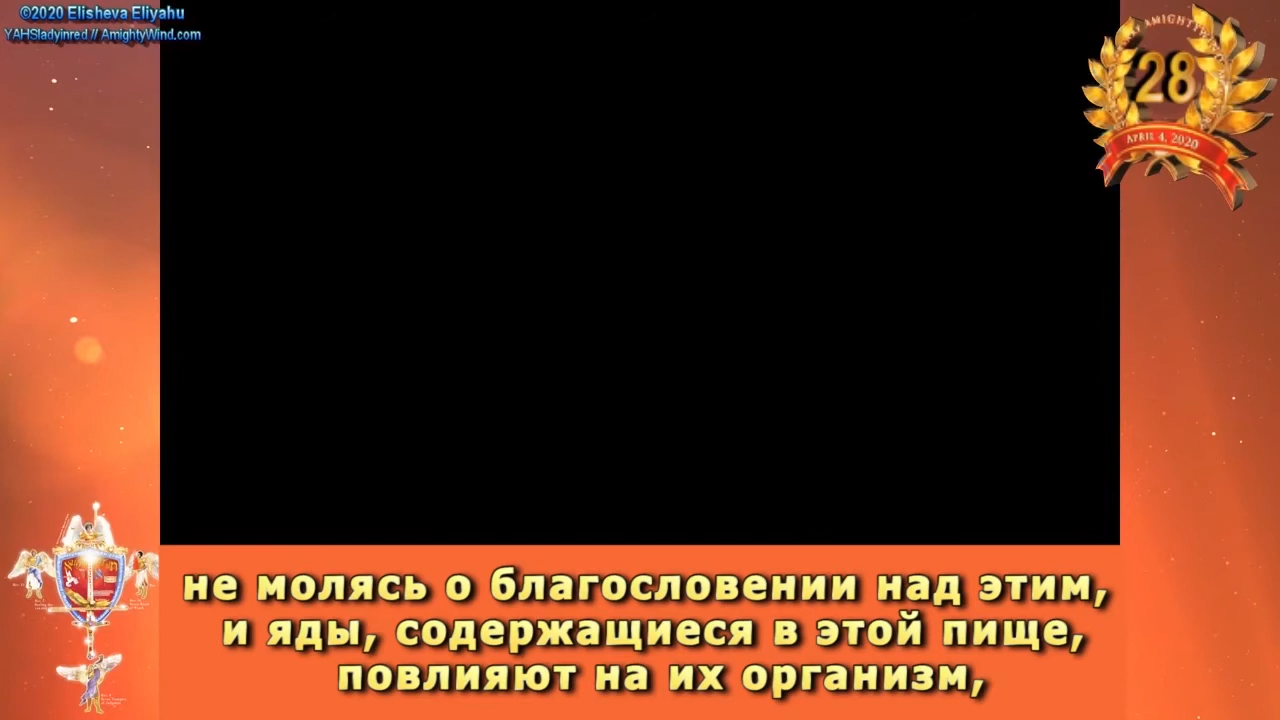 ©2020 Elisheva Eliyahu
YAHSladyinred // AmightyWind.com
28
APRIL 4, 2020
не молясь о благословении над этим,
и яды, содержащиеся в этой пище,
повлияют на их организм,